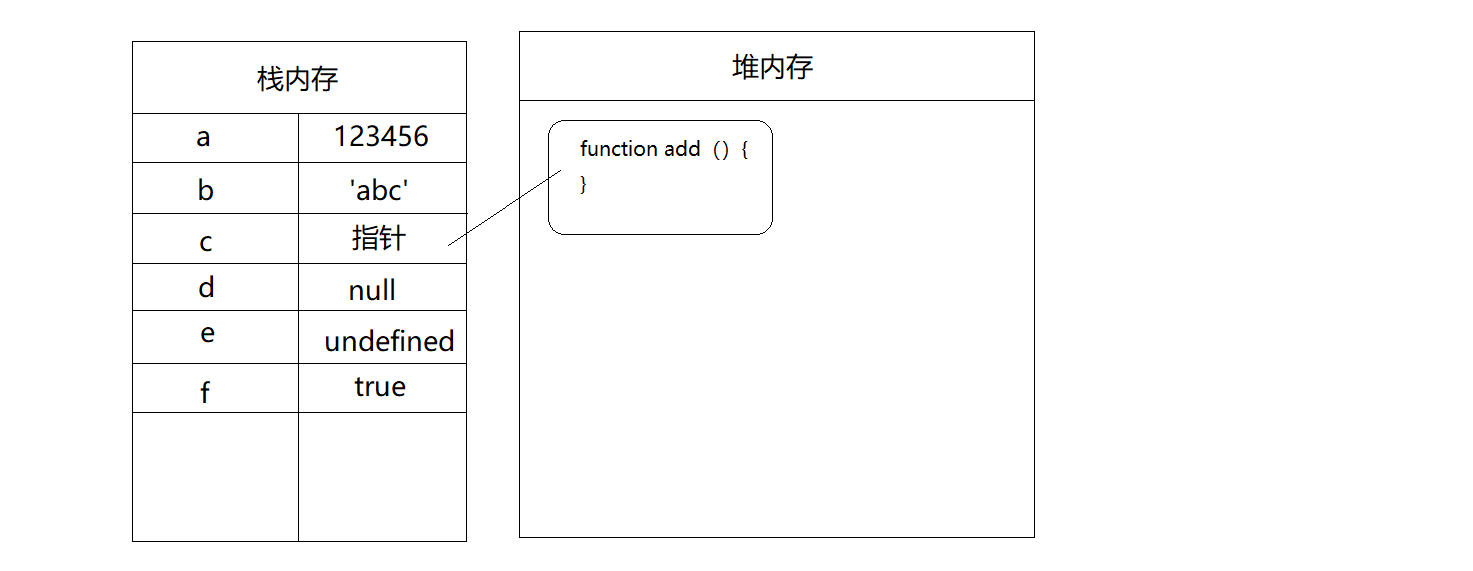 栈内存
a 123456
b 'abc'
c 指针
d null
e undefined
f true
堆内存
function add（）{
}